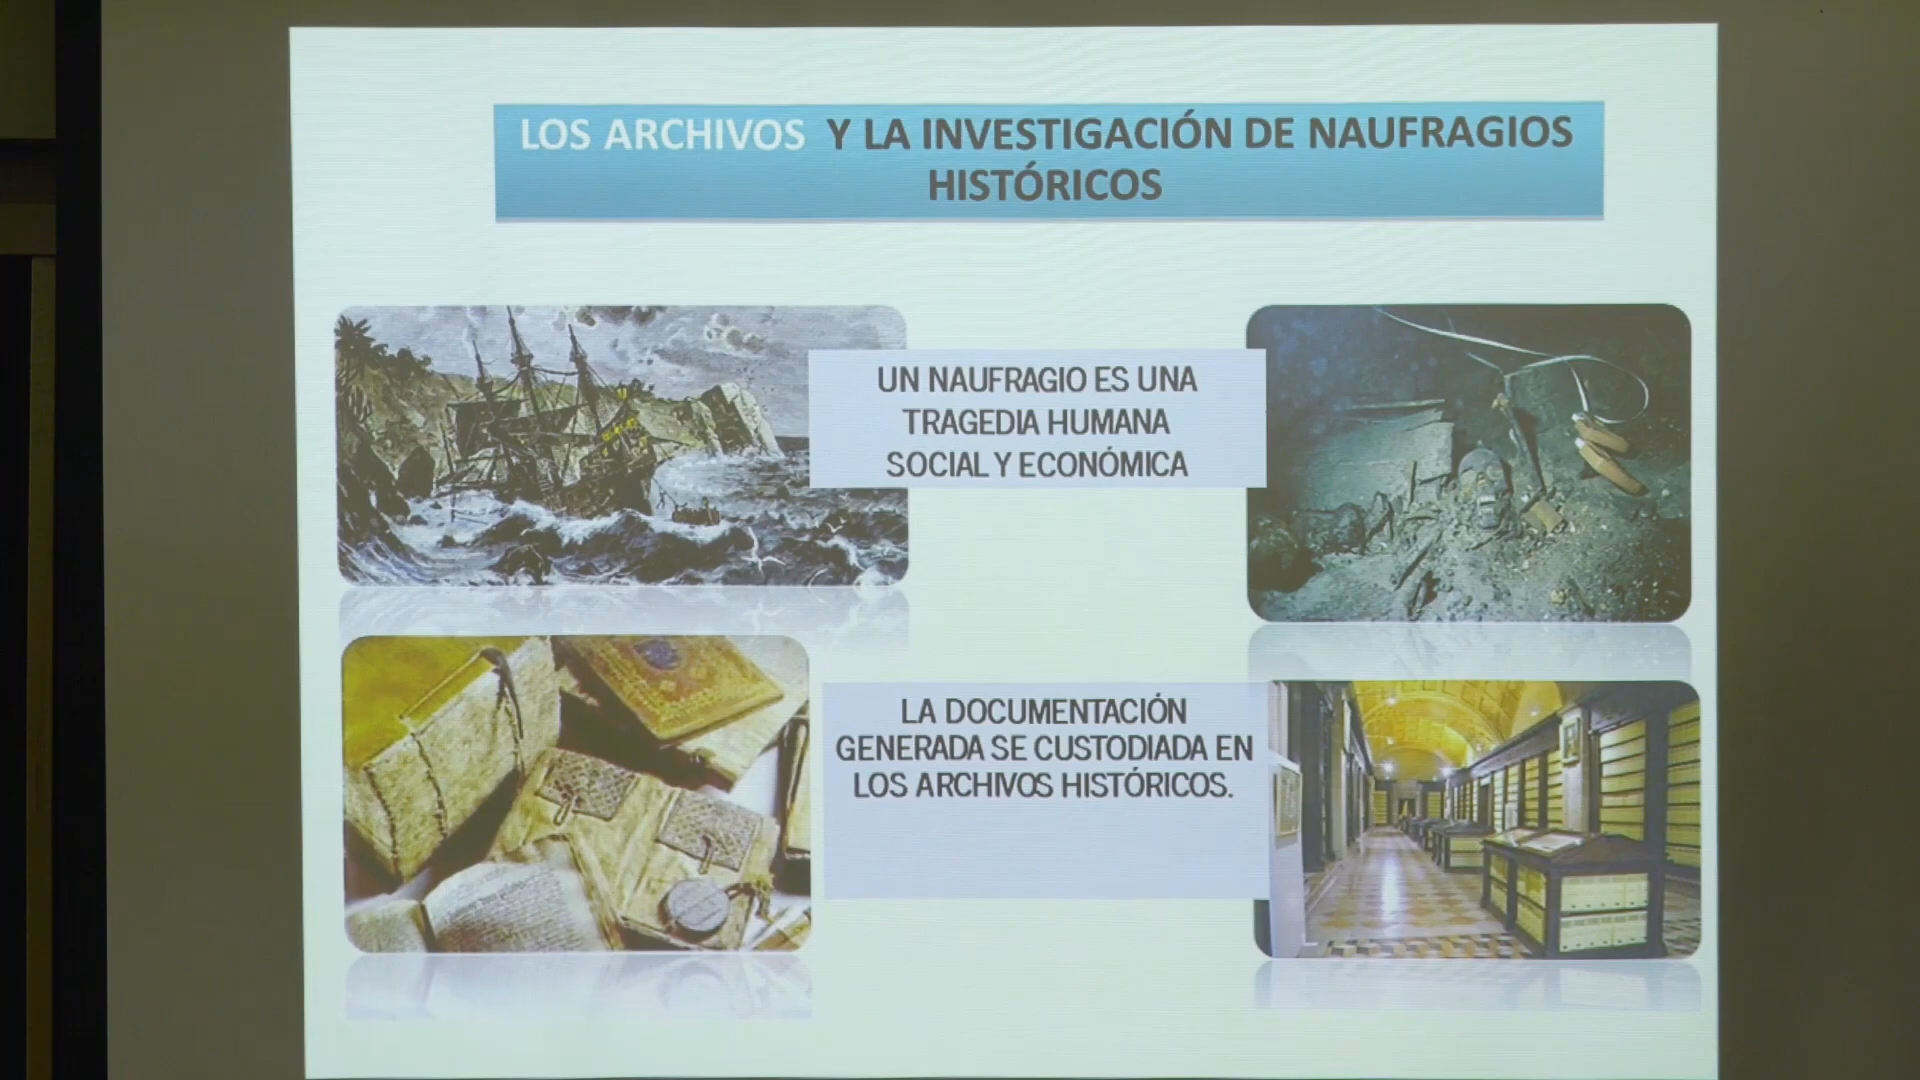 LOS ARCHIVOS Y LA INVESTIGACIÓN DE NAUFRAGIOS
HISTÓRICOS
UN NAUFRAGIO ES UNA
TRAGEDIA HUMANA
SOCIAL Y ECONÓMICA
LA DOCUMENTACIÓN
GENERADA SE CUSTODIADA EN
LOS ARCHIVOS HISTÓRICOS.